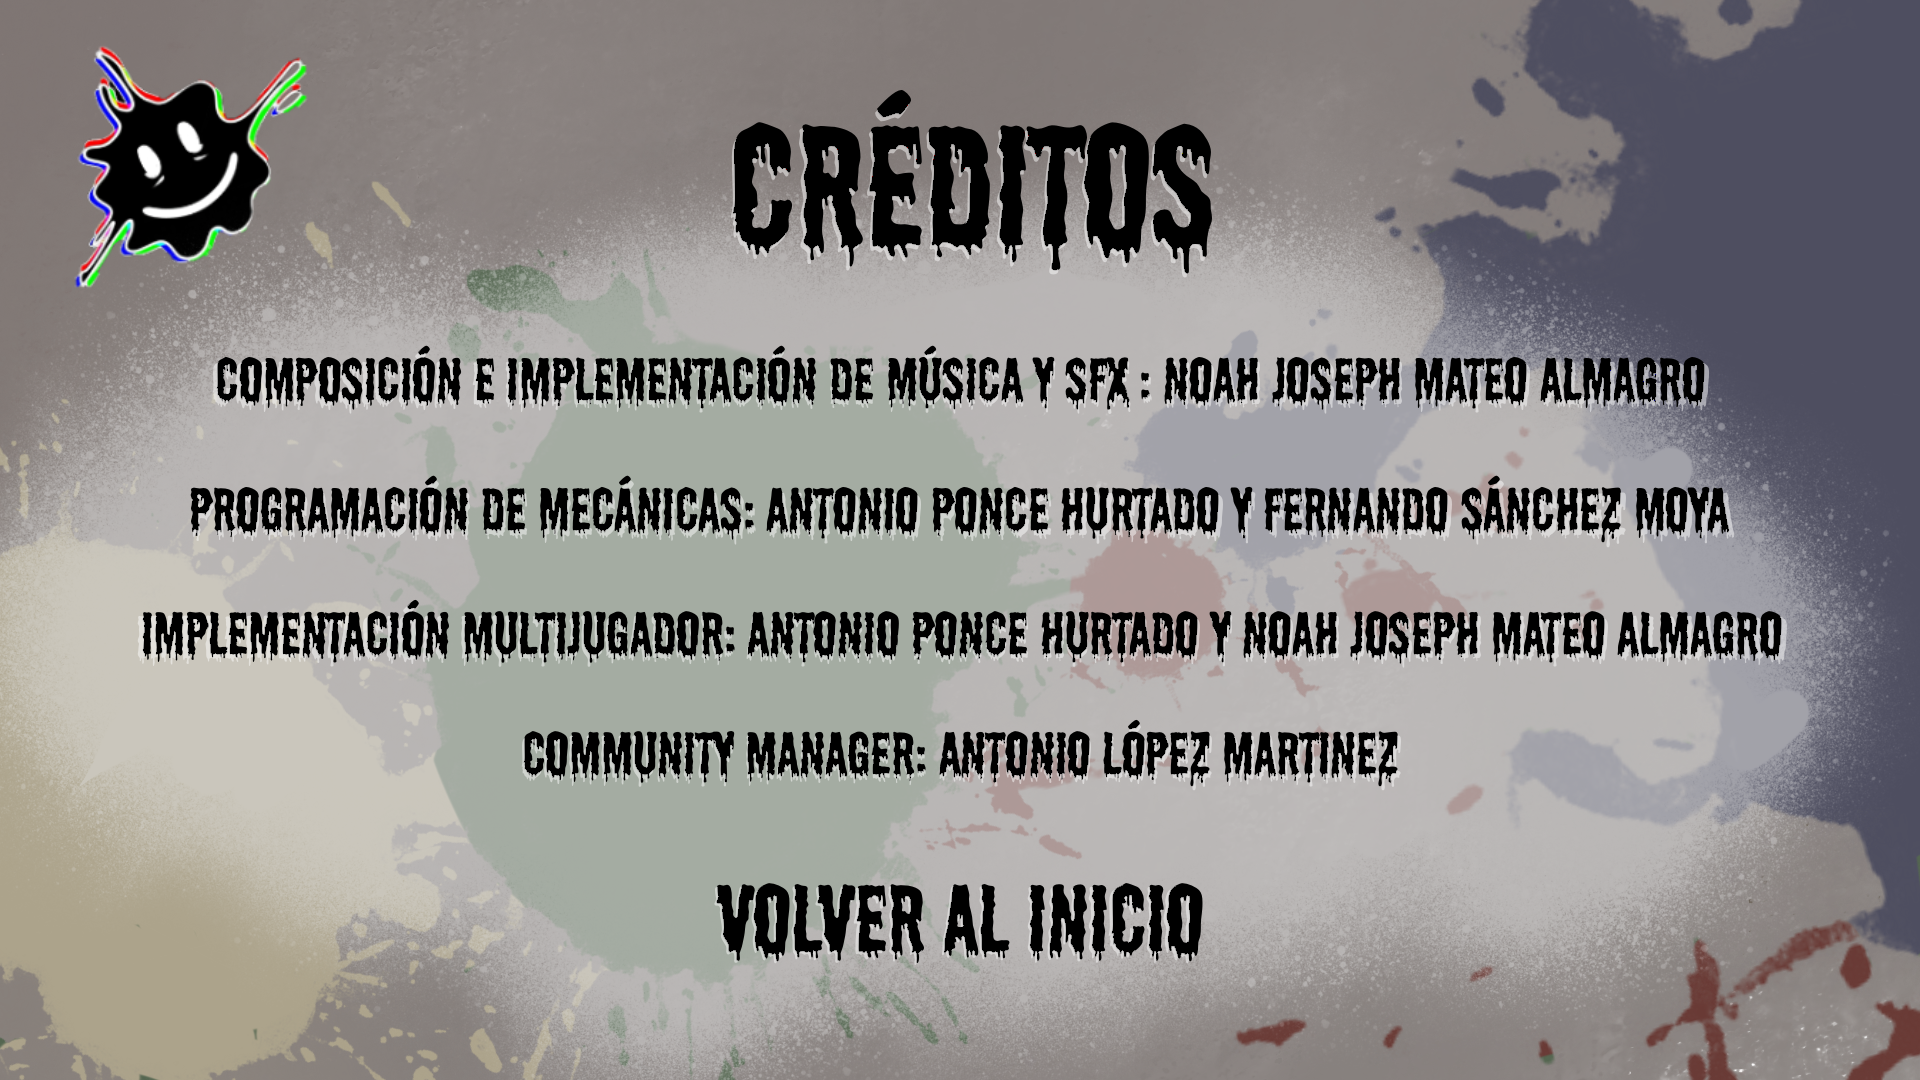 CRÉDITOS
COMPOSICIÓN E IMPLEMENTACIÓN DE MÚSICA Y SFX : NOAH JOSEPH MATEO ALMAGRO
PROGRAMACIÓN DE MECÁNICAS: ANTONIO PONCE HURTADO Y FERNANDO SÁNCHEZ MOYA
IMPLEMENTACIÓN MULTIJUGADOR: ANTONIO PONCE HURTADO Y NOAH JOSEPH MATEO ALMAGRO
COMMUNITY MANAGER: ANTONIO LÓPEZ MARTINEZ
VOLVER AL INICIO